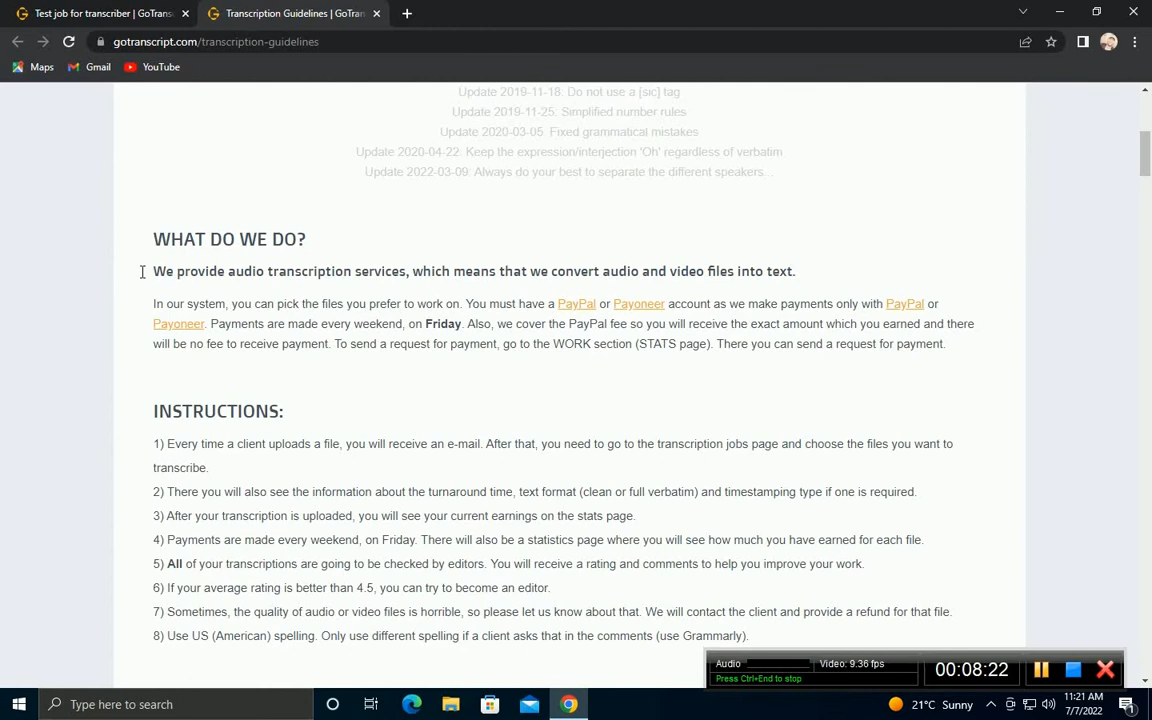 Test job for transcriber | GoTrans
Transcription Guidelines | GoTran
gotranscript.com/transcription-guidelines
Maps
Gmail
YouTube
Update 2019-11-18: Do not use a [sic] tag
Update 2019-11-25: Simplified number rules
Update 2020-03-05 Fixed grammatical mistakes
Update 2020-04-22: Keep the expression/interjection 'Oh' regardless of verbatim
Update 2022-03-09: Always do your best to separate the different speakers...
WHAT DO WE DO?
We provide audio transcription services, which means that we convert audio and video files into text.
In our system, you can pick the files you prefer to work on. You must have a PayPal or Payoneer account as we make payments only with PayPal or
Payoneer. Payments are made every weekend, on Friday. Also, we cover the PayPal fee so you will receive the exact amount which you earned and there
will be no fee to receive payment. To send a request for payment, go to the WORK section (STATS page). There you can send a request for payment.
INSTRUCTIONS:
1) Every time a client uploads a file, you will receive an e-mail. After that, you need to go to the transcription jobs page and choose the files you want to
transcribe.
2) There you will also see the information about the turnaround time, text format (clean or full verbatim) and timestamping type if one is required.
3) After your transcription is uploaded, you will see your current earnings on the stats page.
4) Payments are made every weekend, on Friday. There will also be a statistics page where you will see how much you have earned for each file.
5) All of your transcriptions are going to be checked by editors. You will receive a rating and comments to help you improve your work.
6) If your average rating is better than 4.5, you can try to become an editor.
7) Sometimes, the quality of audio or video files is horrible, so please let us know about that. We will contact the client and provide a refund for that file.
8) Use US (American) spelling. Only use different spelling if a client asks that in the comments (use Grammarly).
Audio
Video: 9.36 fps
Press Ctrl+End to stop
00:08:22
Type here to search
21°C Sunny
11:21 AM
7/7/2022
1